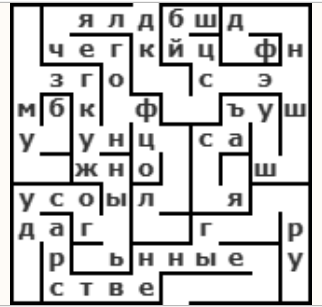 я л д б ш д
ч е г к й ц ф н
з г о с э
м б к ф ъ у ш
у у н ц с а
ж н о ш
у с о ы л я
д а г г р
р ь н н ы е у
с т в е